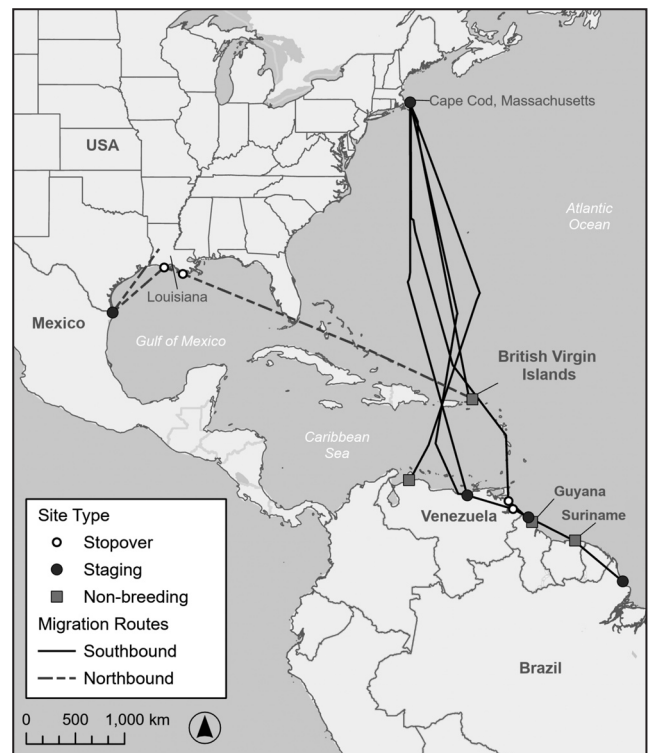 Cape Cod, Massachusetts
USA
Atlantic
Ocean
Louisiana
Mexico
Gulf of Mexico
British Virgin
Islands
Caribbean
Sea
Guyana
Venezuela
Suriname
Brazil
Site Type
Stopover
Staging
Non-breeding
Migration Routes
Southbound
Northbound
0 500 1,000 km